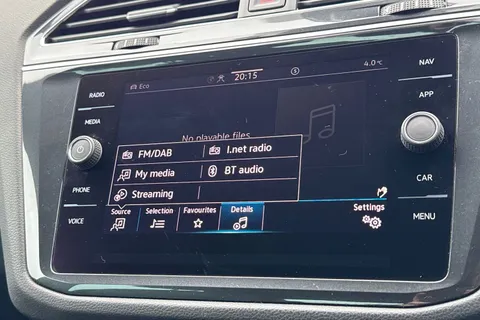 20:15
4.0°C
Eco
RADIO
MEDIA
PHONE
VOICE
NAV
APP
CAR
MENU
No playable files
FM/DAB
I.net radio
My media
BT audio
Streaming
Source
Selection
Favourites
Details
Settings